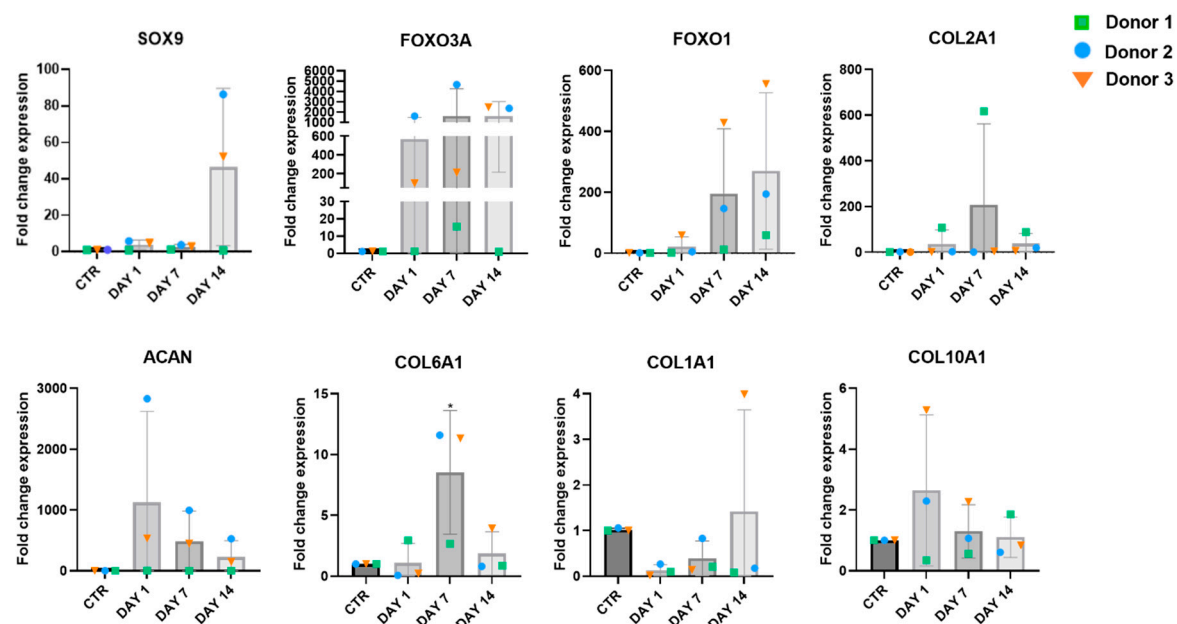 SOX9
FOXO3A
FOXO1
COL2A1
Donor 1
Donor 2
Donor 3
Fold change expression
100
80
60
40
20
0
CTR
DAY 1
DAY 7
DAY 14
Fold change expression
6000
5000
4000
3000
2000
1000
600
400
200
30
20
10
0
CTR
DAY 1
DAY 7
DAY 14
Fold change expression
600
400
200
0
CTR
DAY 1
DAY 7
DAY 14
Fold change expression
800
600
400
200
0
CTR
DAY 1
DAY 7
DAY 14
ACAN
COL6A1
COL1A1
COL10A1
Fold change expression
3000
2000
1000
0
CTR
DAY 1
DAY 7
DAY 14
Fold change expression
15
10
5
0
*
CTR
DAY 1
DAY 7
DAY 14
Fold change expression
4
3
2
1
0
CTR
DAY 1
DAY 7
DAY 14
Fold change expression
6
4
2
0
CTR
DAY 1
DAY 7
DAY 14